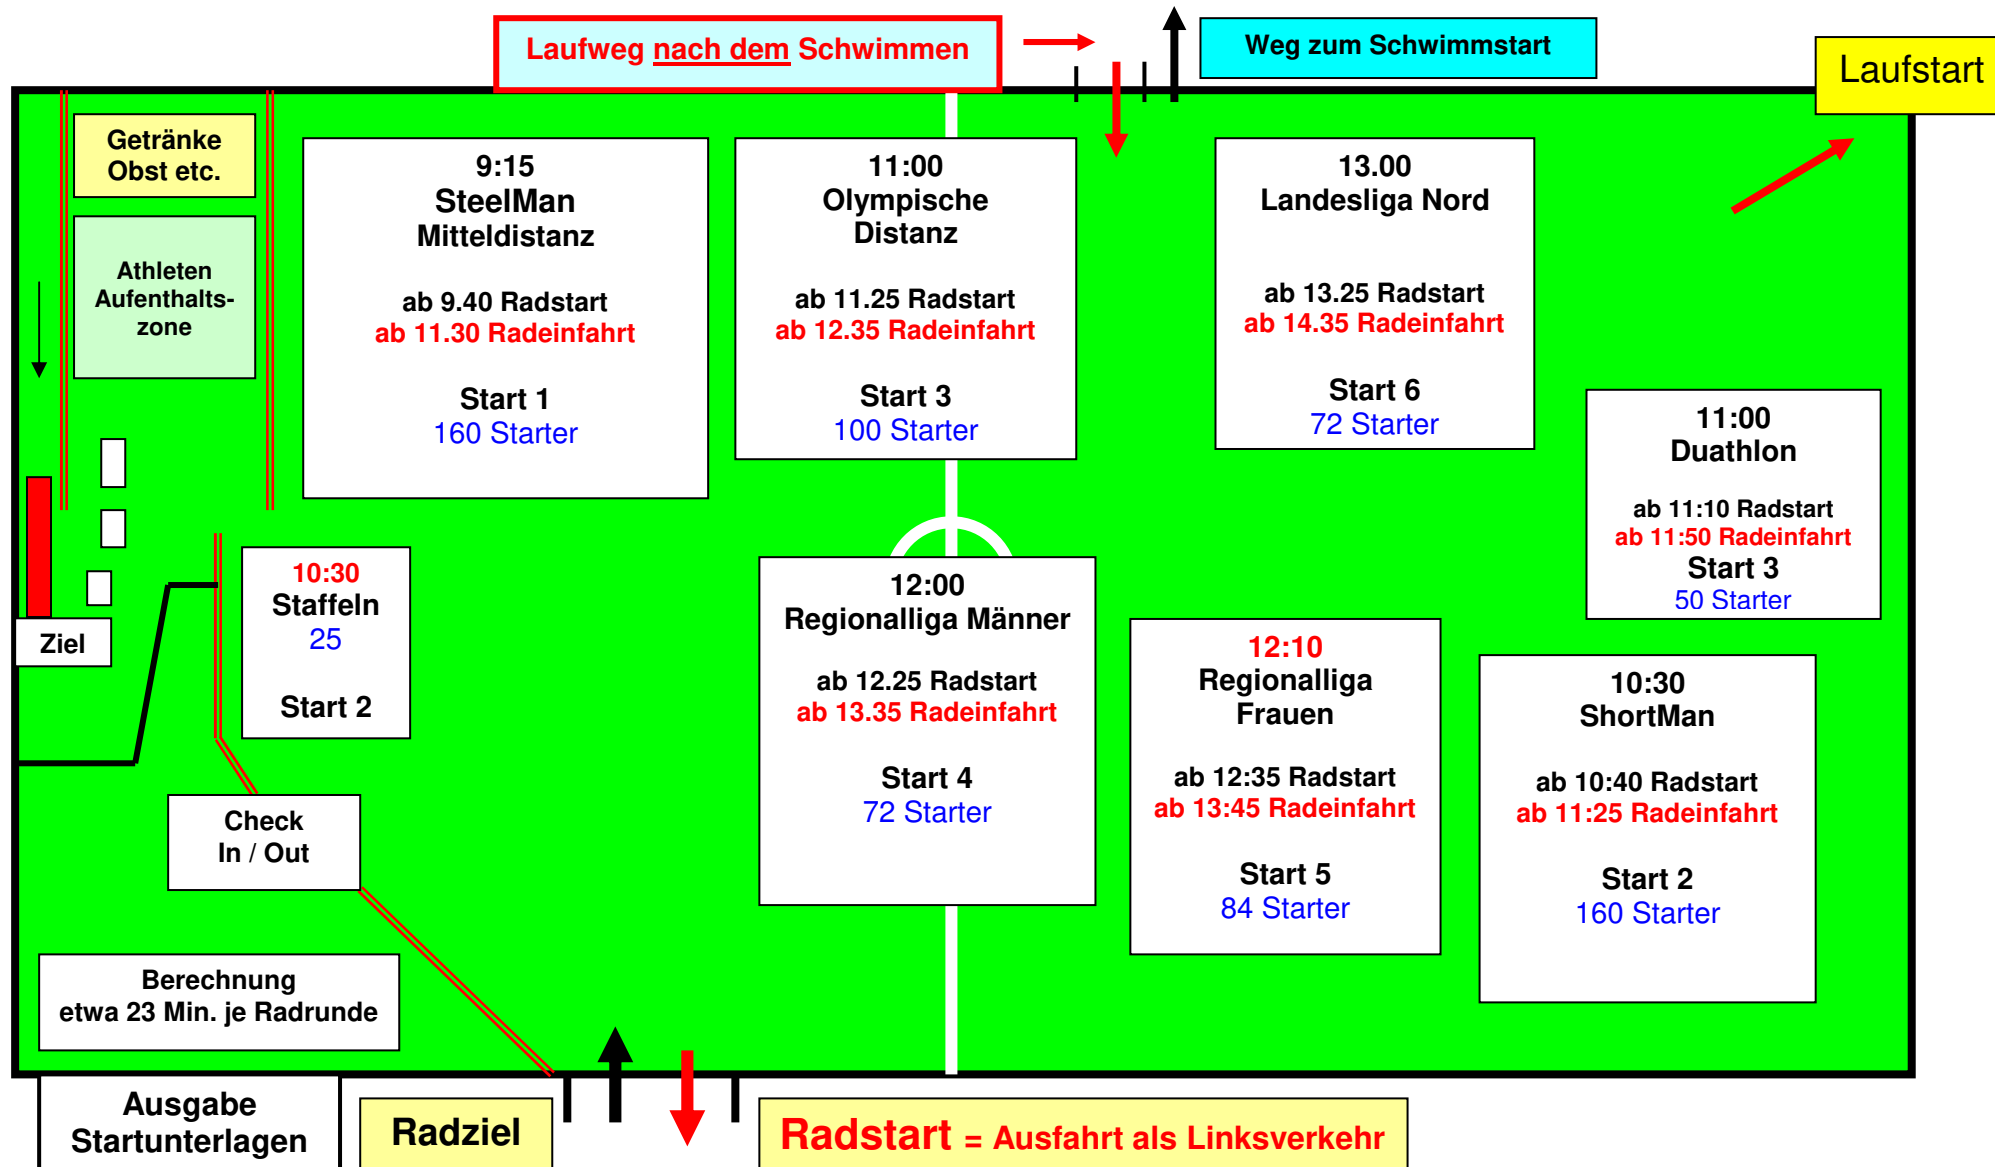 Laufweg nach dem Schwimmen
Weg zum Schwimmstart
Laufstart
Getränke
Obst etc.
Athleten
Aufenthalts-
zone
9:15
SteelMan
Mitteldistanz
ab 9.40 Radstart
ab 11.30 Radeinfahrt
Start 1
160 Starter
11:00
Olympische
Distanz
ab 11.25 Radstart
ab 12.35 Radeinfahrt
Start 3
100 Starter
13.00
Landesliga Nord
ab 13.25 Radstart
ab 14.35 Radeinfahrt
Start 6
72 Starter
11:00
Duathlon
ab 11:10 Radstart
ab 11:50 Radeinfahrt
Start 3
50 Starter
Ziel
10:30
Staffeln
25
Start 2
12:00
Regionalliga Männer
ab 12.25 Radstart
ab 13.35 Radeinfahrt
Start 4
72 Starter
12:10
Regionalliga
Frauen
ab 12:35 Radstart
ab 13:45 Radeinfahrt
Start 5
84 Starter
10:30
ShortMan
ab 10:40 Radstart
ab 11:25 Radeinfahrt
Start 2
160 Starter
Check
In / Out
Berechnung
etwa 23 Min. je Radrunde
Ausgabe
Startunterlagen
Radziel
Radstart = Ausfahrt als Linksverkehr